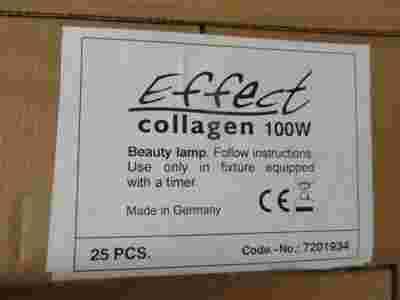 Effect
collagen 100W
Beauty lamp. Follow instructions.
Use only in fixture equipped
with a timer.
Made in Germany
CE
25 PCS.
Code.-No.: 7201934